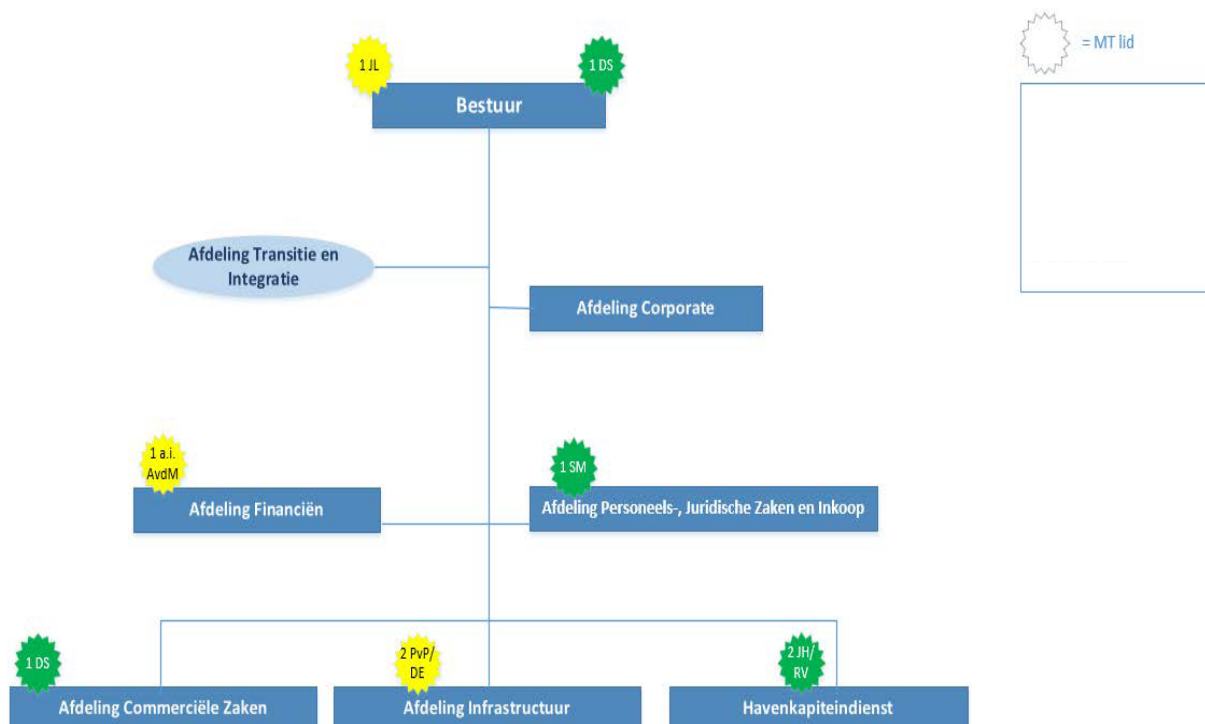 = MT lid
1 JL
1 DS
Bestuur
Afdeling Transitie en
Integratie
Afdeling Corporate
1 a.i.
AvdM
1 SM
Afdeling Financiën
Afdeling Personeels-, Juridische Zaken en Inkoop
1 DS
2 PvP/
DE
2 JH/
RV
Afdeling Commerciële Zaken
Afdeling Infrastructuur
Havenkapiteindienst